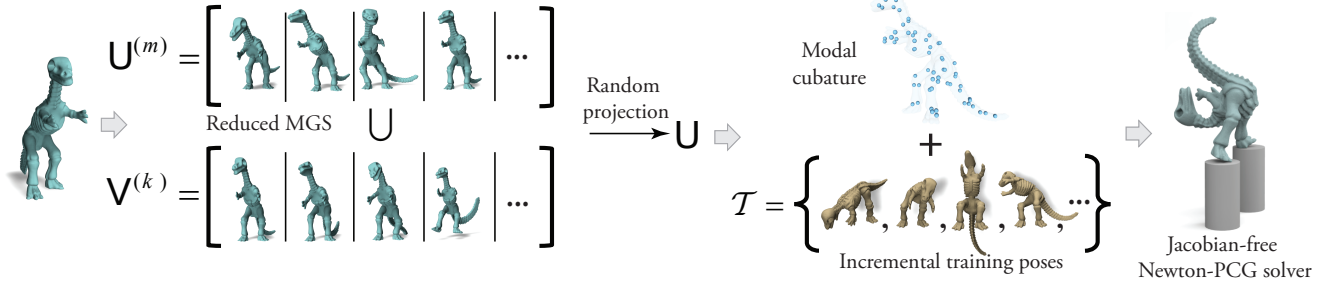 U^(m) = [ ... ]
Reduced MGS
∪
V^(k) = [ ... ]
Random
projection
U
Modal
cubature
+
𝒯 = { , , , , ... }
Incremental training poses
Jacobian-free
Newton-PCG solver